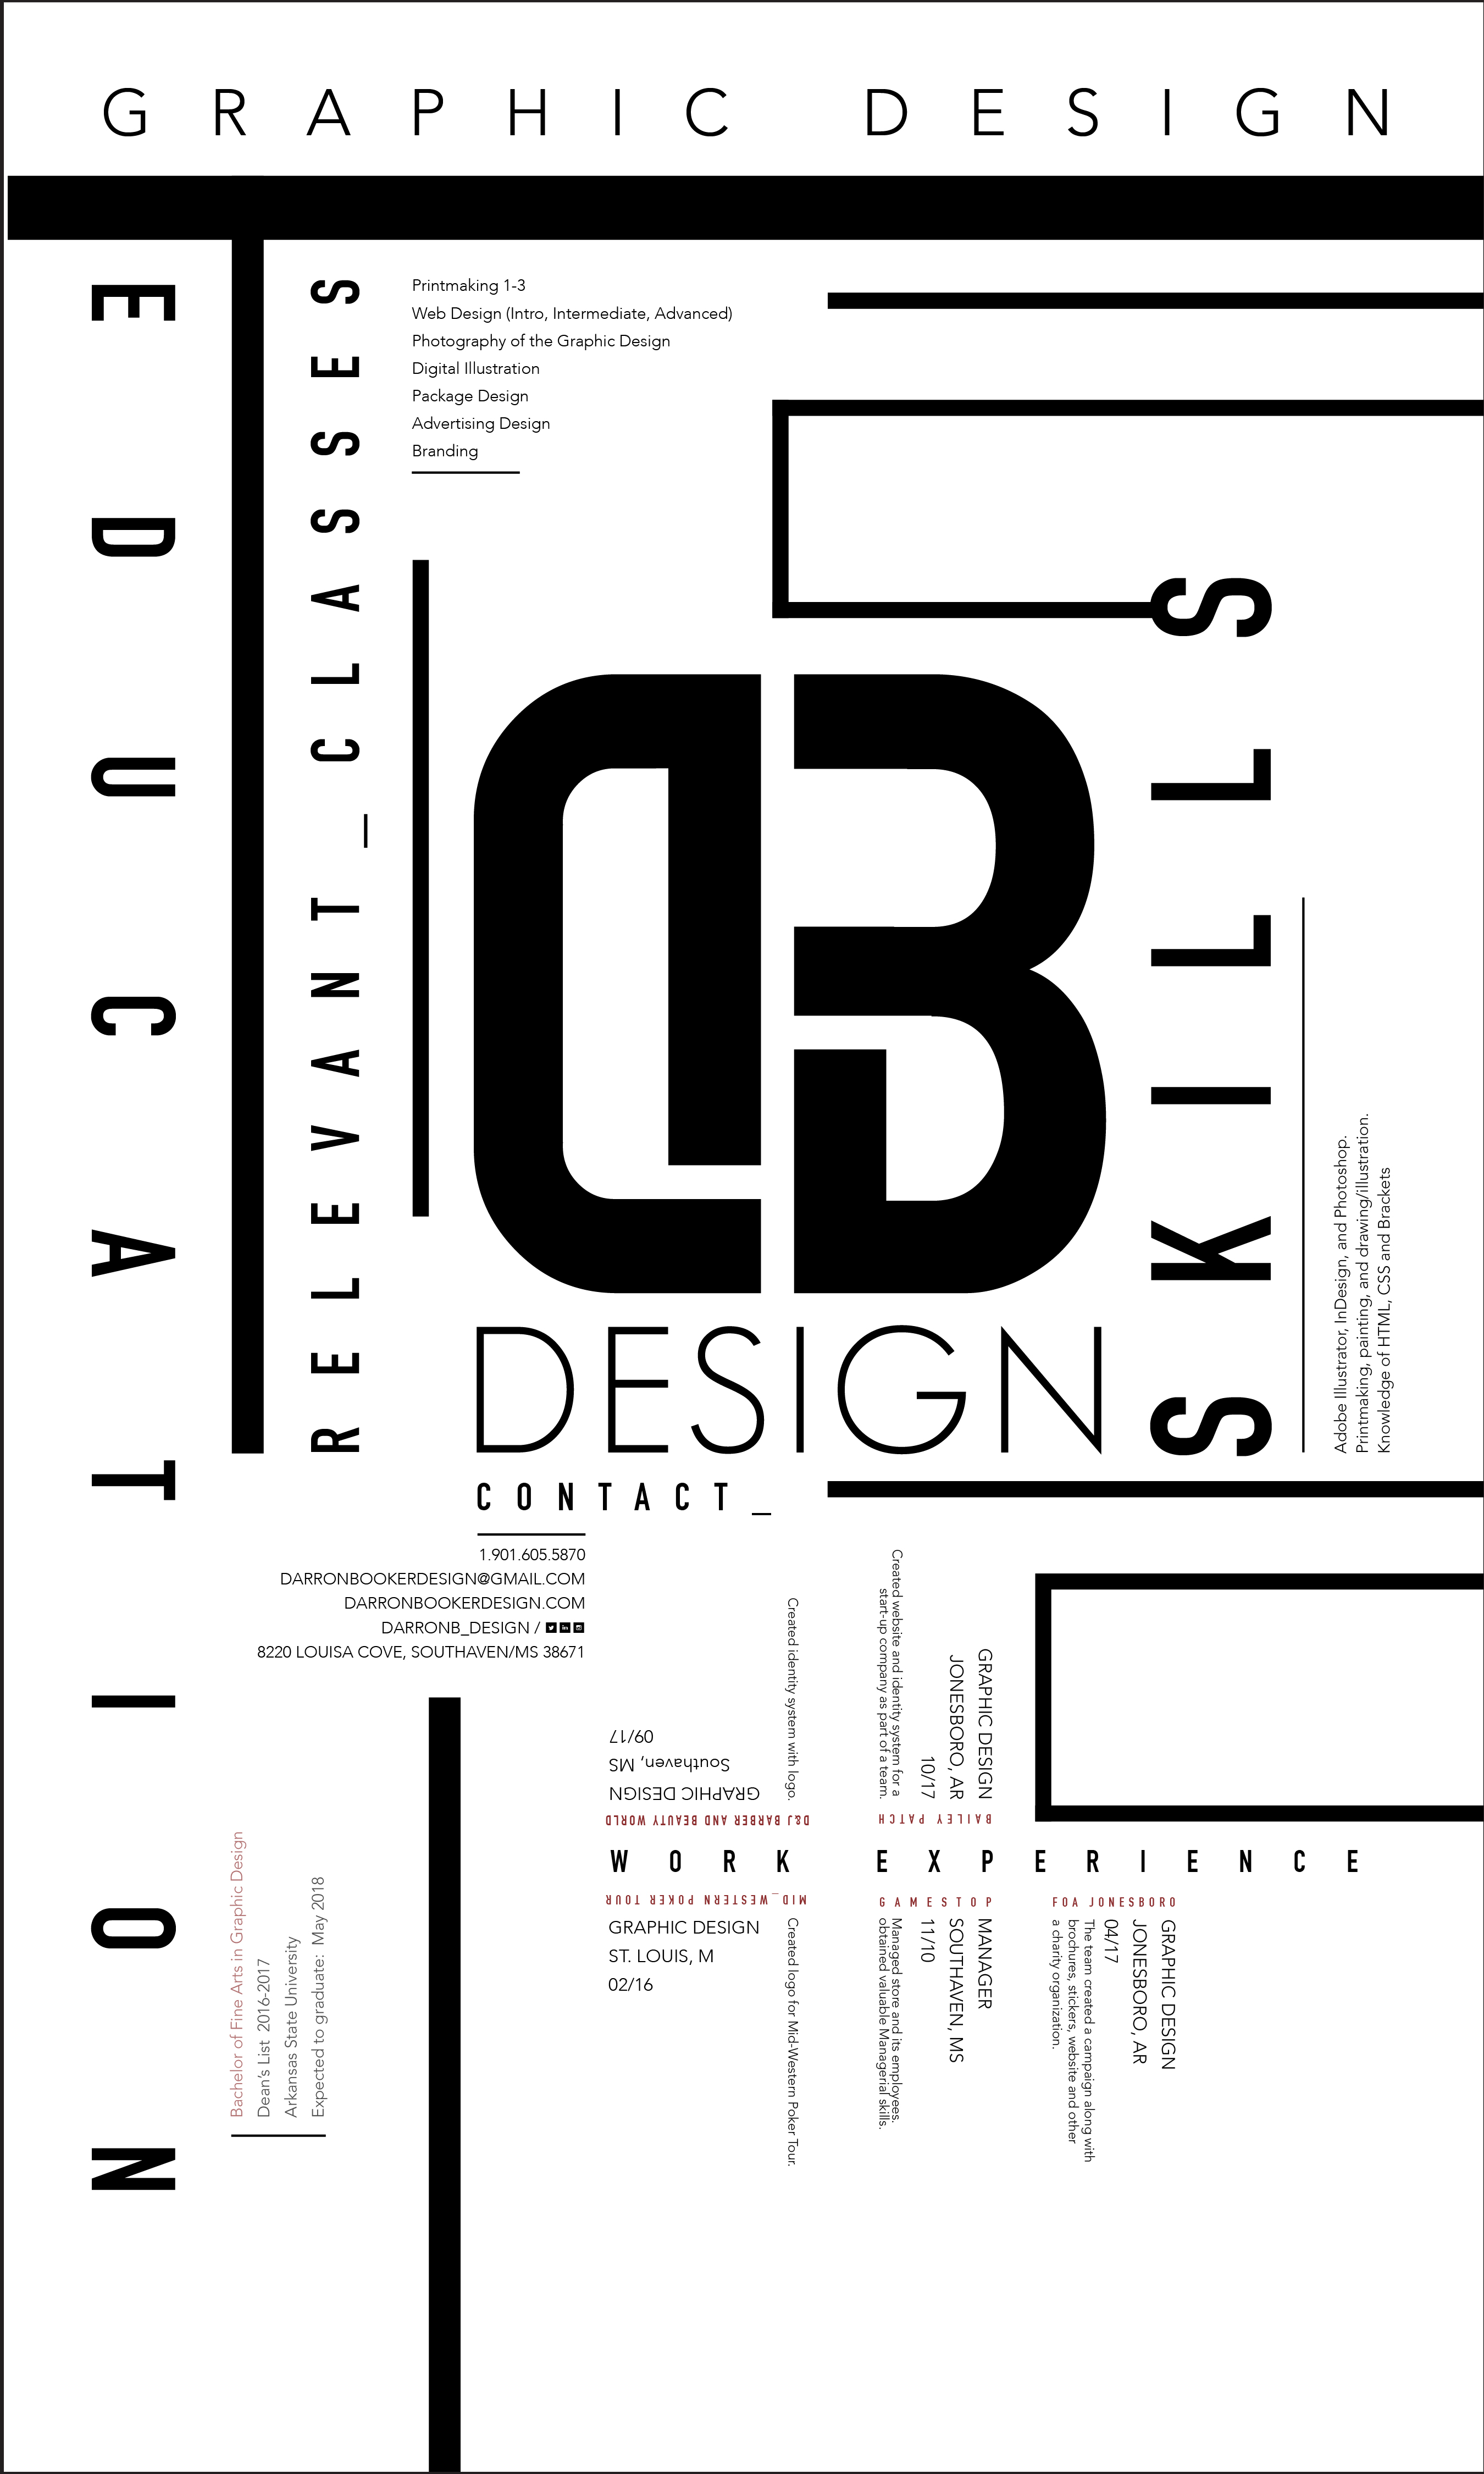 GRAPHIC DESIGN
EDUCATION
RELEVANT_CLASSES
Printmaking 1-3
Web Design (Intro, Intermediate, Advanced)
Photography of the Graphic Design
Digital Illustration
Package Design
Advertising Design
Branding
DB
DESIGN
SKILLS
Adobe Illustrator, InDesign, and Photoshop.
Printmaking, painting, and drawing/illustration.
Knowledge of HTML, CSS and Brackets
CONTACT_
1.901.605.5870
DARRONBOOKERDESIGN@GMAIL.COM
DARRONBOOKERDESIGN.COM
DARRONB_DESIGN /
8220 LOUISA COVE, SOUTHAVEN/MS 38671
Bachelor of Fine Arts in Graphic Design
Dean's List 2016-2017
Arkansas State University
Expected to graduate: May 2018
WORK EXPERIENCE
D&J BARBER AND BEAUTY WORLD
GRAPHIC DESIGN
Southaven, MS
09/17
Created identity system with logo.
BAILEY PATCH
GRAPHIC DESIGN
JONESBORO, AR
10/17
Created website and identity system for a
start-up company as part of a team.
MID_WESTERN POKER TOUR
GRAPHIC DESIGN
ST. LOUIS, M
02/16
Created logo for Mid-Western Poker Tour.
GAMESTOP
MANAGER
SOUTHAVEN, MS
11/10
Managed store and its employees.
obtained valuable Managerial skills.
FOA JONESBORO
GRAPHIC DESIGN
JONESBORO, AR
04/17
The team created a campaign along with
brochures, stickers, website and other
a charity organization.